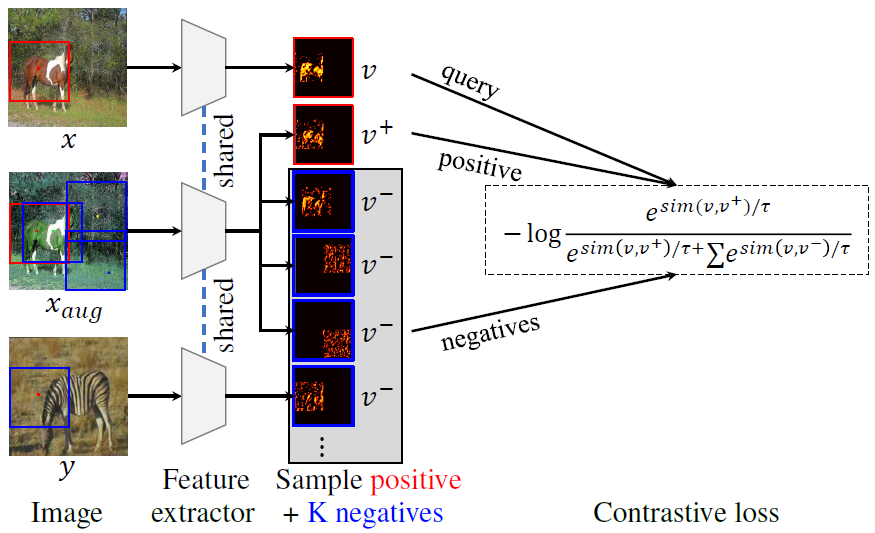 x
v
query
shared
v⁺
positive
x_aug
v⁻
v⁻
− log e^{sim(v,v⁺)/τ} / e^{sim(v,v⁺)/τ+} ∑ e^{sim(v,v⁻)/τ}
shared
v⁻
negatives
y
v⁻
⋮
Image
Feature
extractor
Sample positive
+ K negatives
Contrastive loss